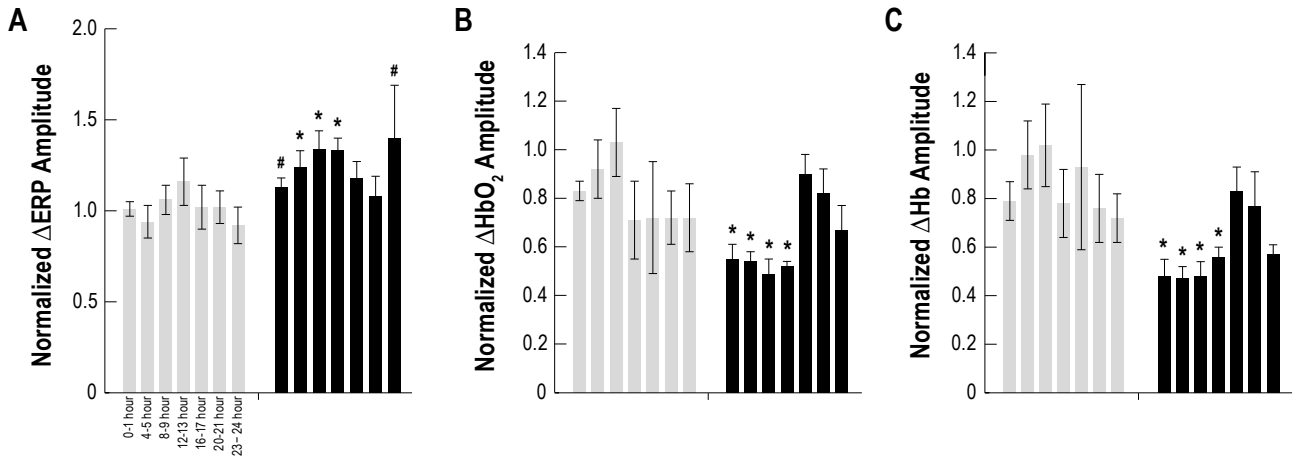 A
Normalized ΔERP Amplitude
2.0
1.5
1.0
0.5
0
#
*
*
*
#
0-1 hour
4-5 hour
8-9 hour
12-13 hour
16-17 hour
20-21 hour
23–24 hour
B
Normalized ΔHbO₂ Amplitude
1.4
1.2
1.0
0.8
0.6
0.4
0.2
0
*
*
*
*
C
Normalized ΔHb Amplitude
1.4
1.2
1.0
0.8
0.6
0.4
0.2
0
*
*
*
*